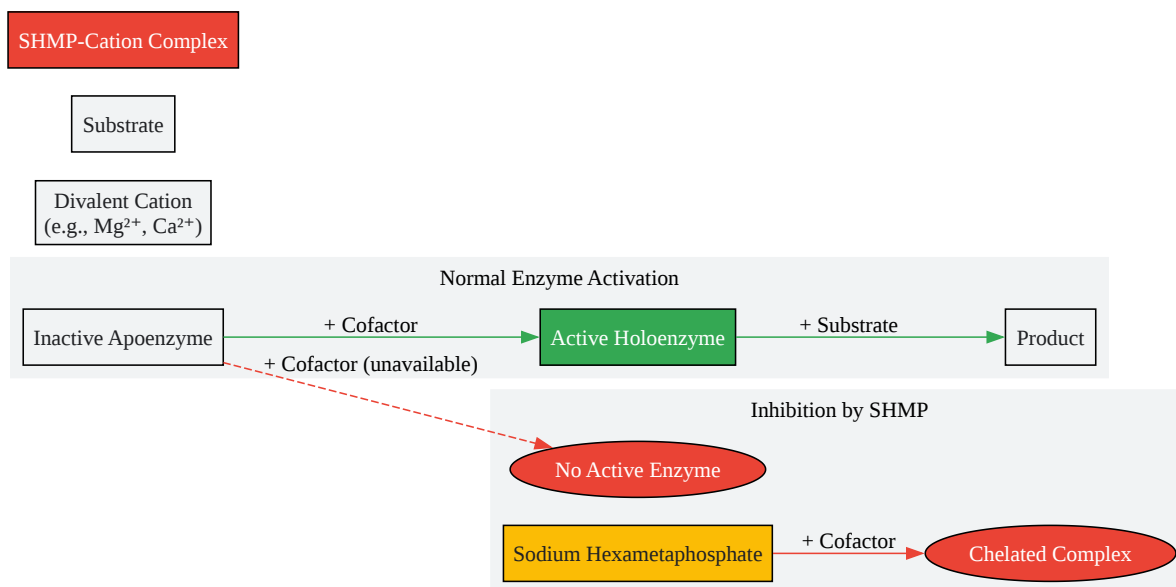 SHMP-Cation Complex
Substrate
Divalent Cation
(e.g., Mg²⁺, Ca²⁺)
Normal Enzyme Activation
Inactive Apoenzyme
+ Cofactor
Active Holoenzyme
+ Substrate
Product
+ Cofactor (unavailable)
Inhibition by SHMP
No Active Enzyme
Sodium Hexametaphosphate
+ Cofactor
Chelated Complex